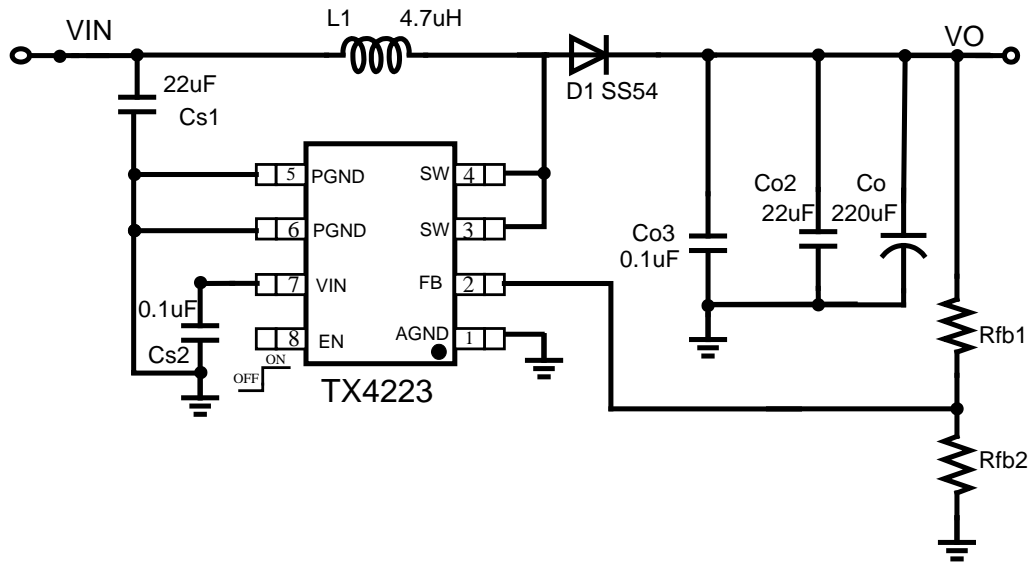 L1 4.7uH
VIN
VO
22uF
Cs1
D1 SS54
5 PGND SW 4
6 PGND SW 3
7 VIN FB 2
8 EN AGND 1
Co2
22uF
Co
220uF
Co3
0.1uF
0.1uF
Cs2
ON
OFF
TX4223
Rfb1
Rfb2